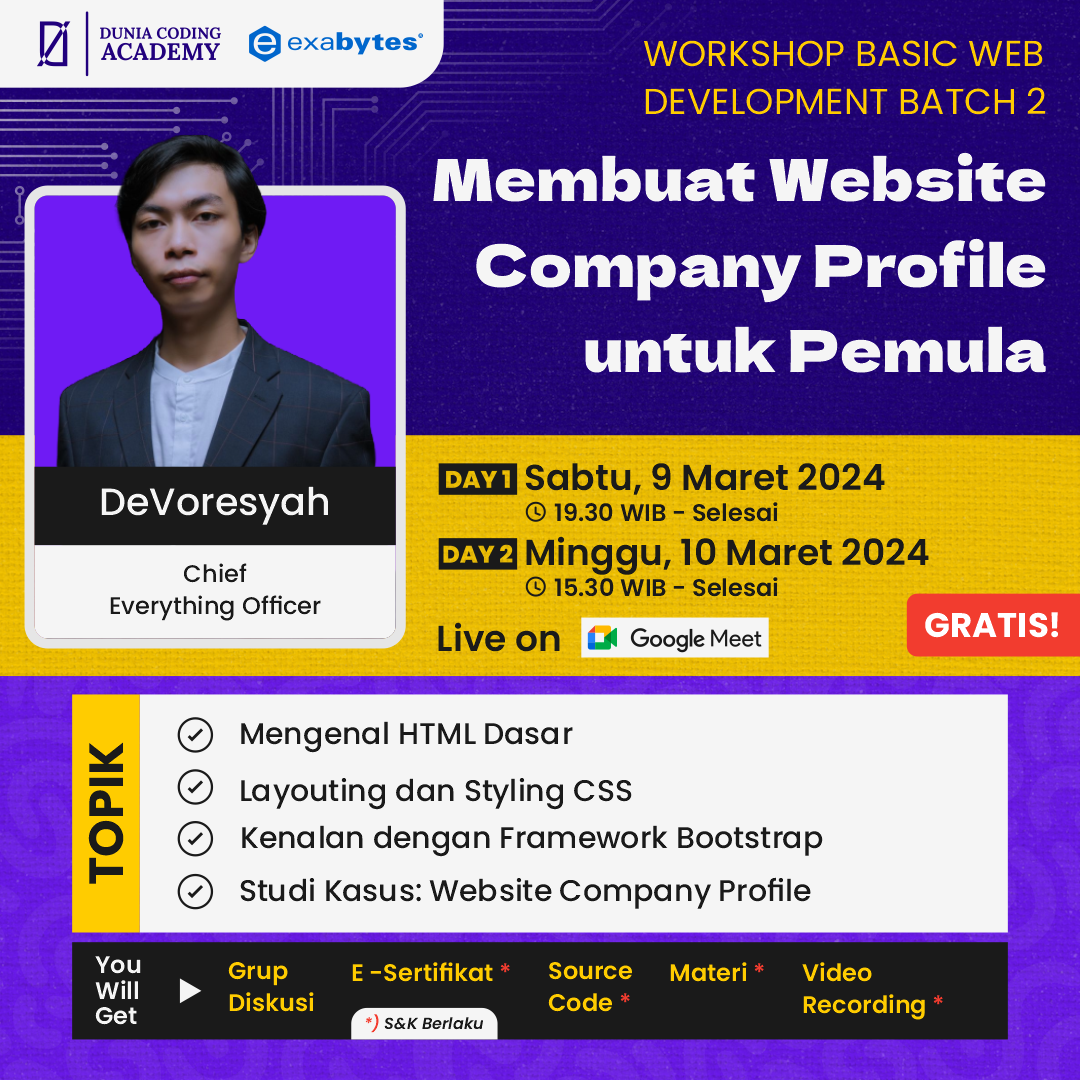 DUNIA CODING
ACADEMY
exabytes
WORKSHOP BASIC WEB
DEVELOPMENT BATCH 2
Membuat Website
Company Profile
untuk Pemula
DeVoresyah
Chief
Everything Officer
DAY 1 Sabtu, 9 Maret 2024
19.30 WIB - Selesai
DAY 2 Minggu, 10 Maret 2024
15.30 WIB - Selesai
Live on Google Meet
GRATIS!
TOPIK
Mengenal HTML Dasar
Layouting dan Styling CSS
Kenalan dengan Framework Bootstrap
Studi Kasus: Website Company Profile
You
Will
Get
Grup
Diskusi
E -Sertifikat *
*) S&K Berlaku
Source
Code *
Materi *
Video
Recording *